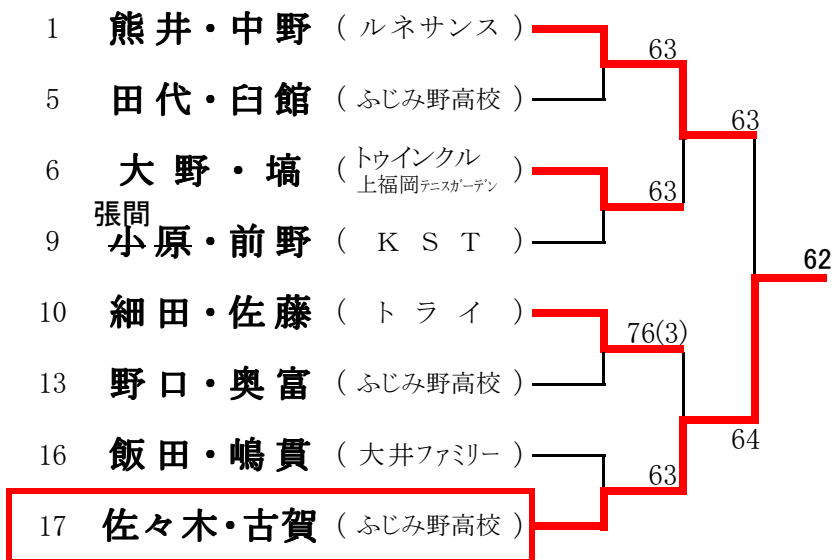 1 熊井・中野 (ルネサンス)
63
5 田代・臼館 (ふじみ野高校)
63
6 大野・塙 (トゥインクル
上福岡テニスガーデン)
63
張間
9 小原・前野 (KST)
62
10 細田・佐藤 (トライ)
76(3)
13 野口・奥富 (ふじみ野高校)
64
16 飯田・嶋貫 (大井ファミリー)
63
17 佐々木・古賀 (ふじみ野高校)